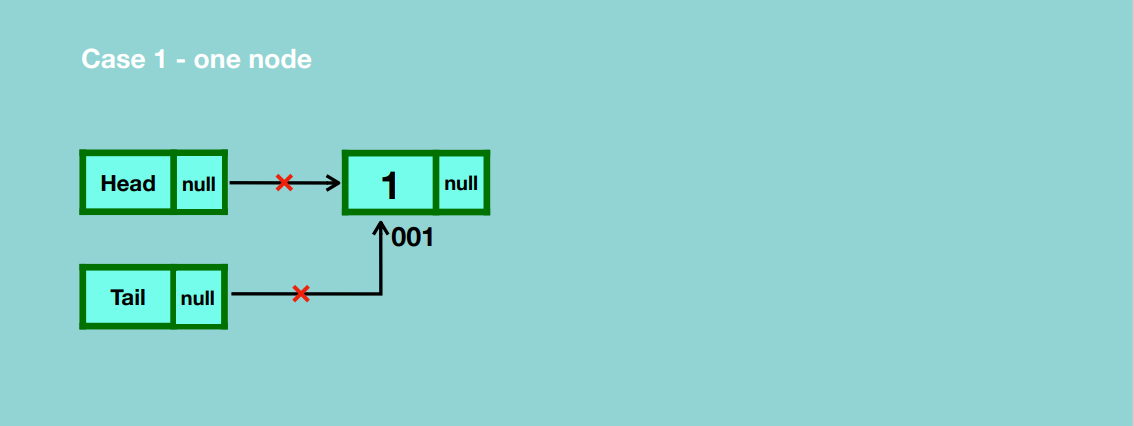 Case 1 - one node
Head null
1 null
001
Tail null